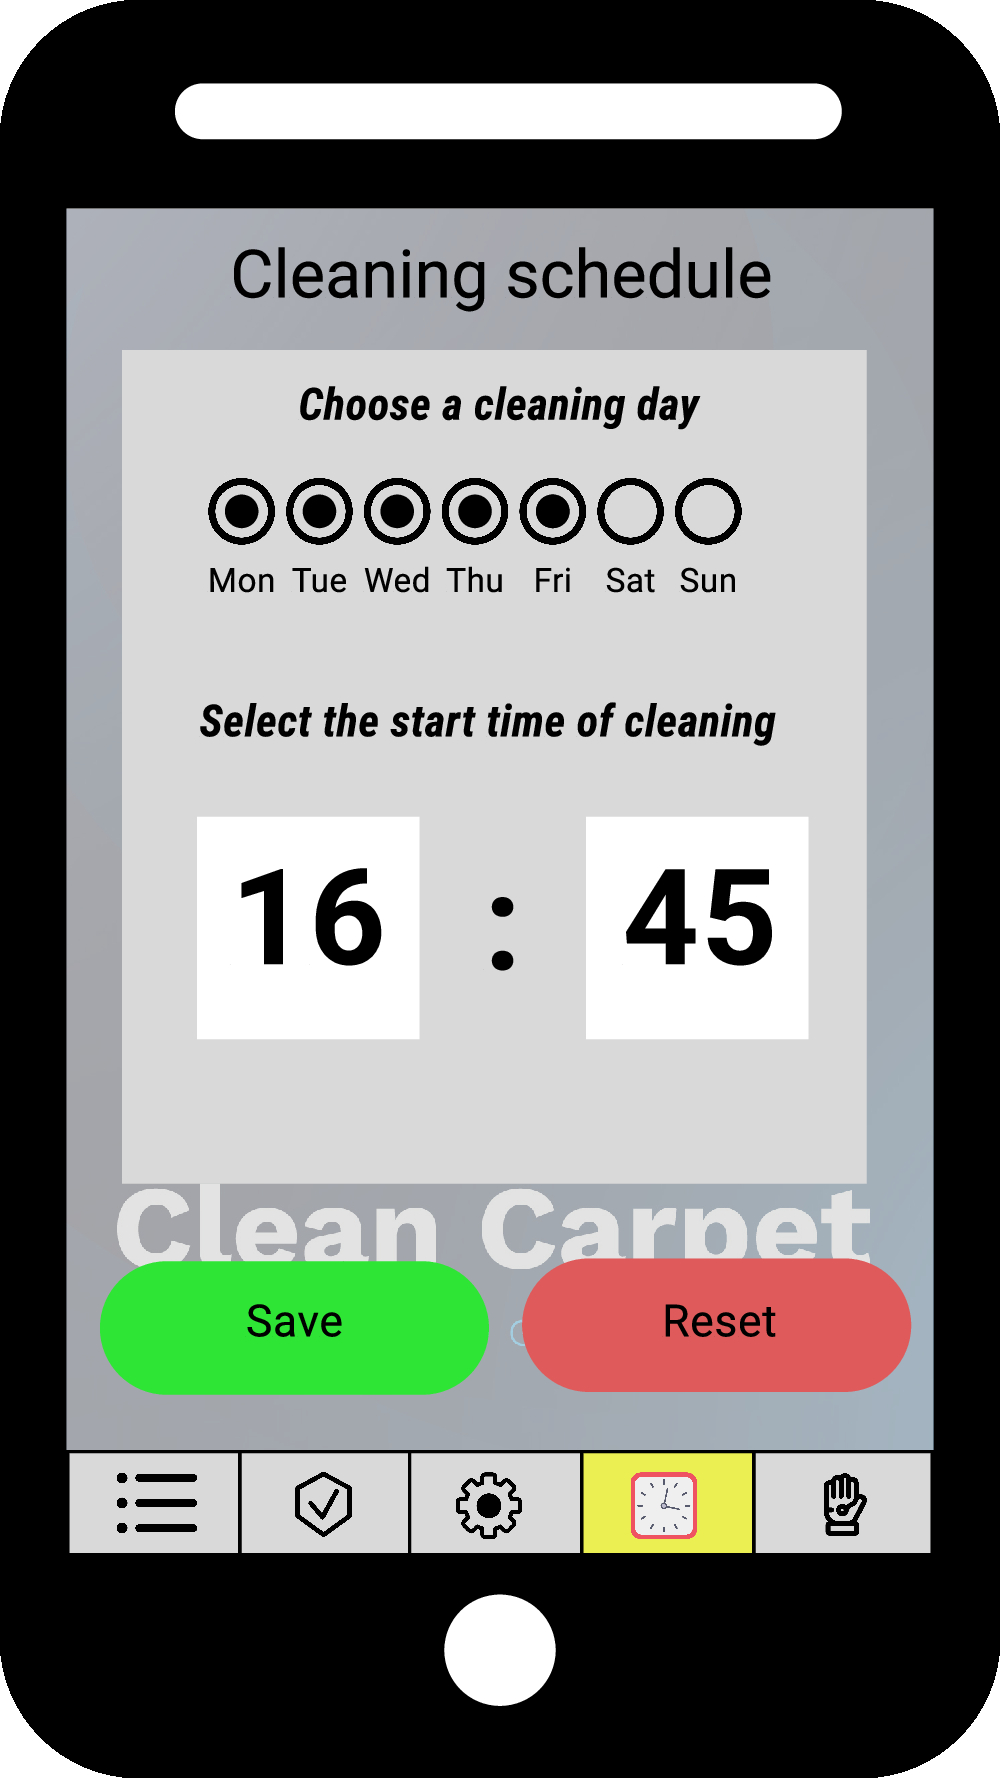 Cleaning schedule
Choose a cleaning day
Mon Tue Wed Thu Fri Sat Sun
Select the start time of cleaning
16 : 45
Clean Carpet
Save Reset